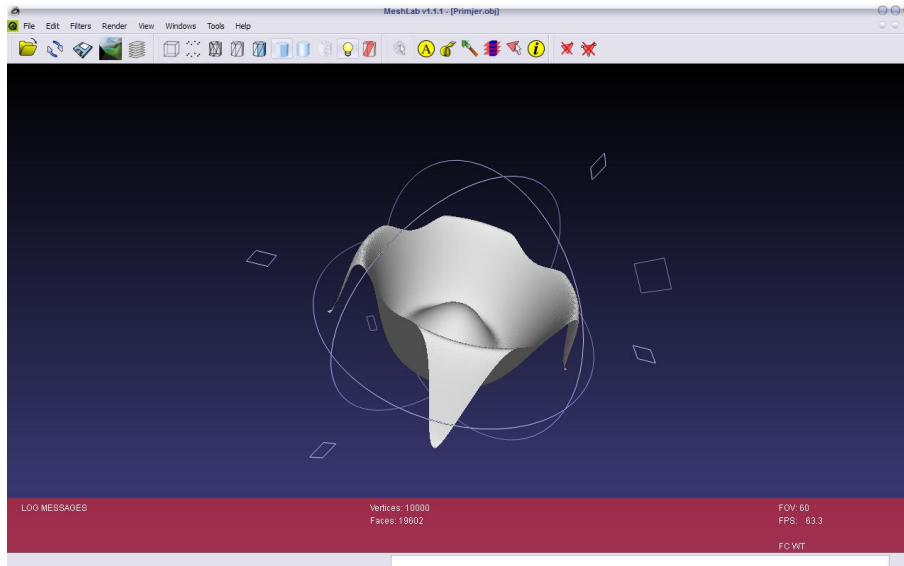 MeshLab v1.1.1 - [Primjer.obj]
File Edit Filters Render View Windows Tools Help
A i
LOG MESSAGES Vertices: 10000 FOV: 60
Faces: 19602 FPS: 63.3
FC WT